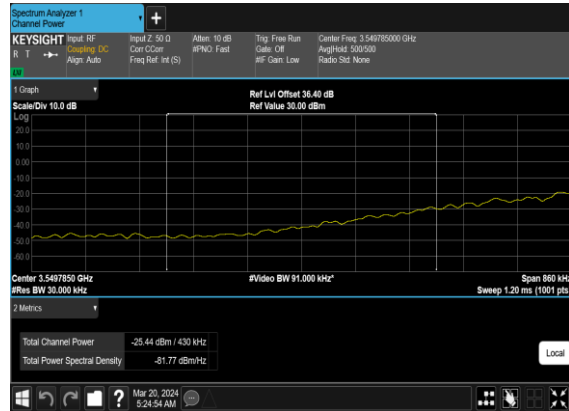 Spectrum Analyzer 1
Channel Power
KEYSIGHT Input: RF Input Z: 50 Ω Atten: 10 dB Trig: Free Run Center Freq: 3.549785000 GHz
R T Coupling: DC Corr CCorr #PNO: Fast Gate: Off Avg|Hold: 500/500
Align: Auto Freq Ref: Int (S) #IF Gain: Low Radio Std: None
1 Graph
Ref Lvl Offset 36.40 dB
Scale/Div 10.0 dB Ref Value 30.00 dBm
Log
20.0
10.0
0.00
-10.0
-20.0
-30.0
-40.0
-50.0
-60.0
Center 3.5497850 GHz #Video BW 91.000 kHz* Span 860 kHz
#Res BW 30.000 kHz Sweep 1.20 ms (1001 pts
2 Metrics
Total Channel Power -25.44 dBm / 430 kHz
Total Power Spectral Density -81.77 dBm/Hz
Local
Mar 20, 2024
5:24:54 AM